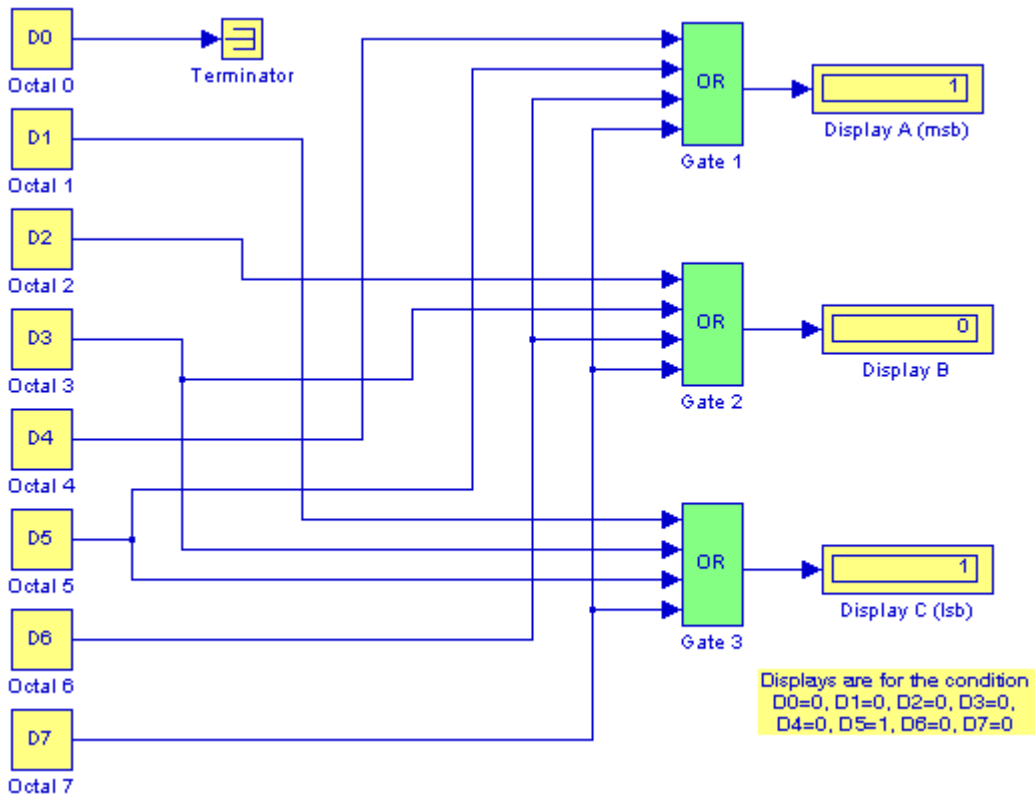 D0
Octal 0
Terminator
D1
Octal 1
D2
Octal 2
D3
Octal 3
D4
Octal 4
D5
Octal 5
D6
Octal 6
D7
Octal 7
OR
Gate 1
OR
Gate 2
OR
Gate 3
1
Display A (msb)
0
Display B
1
Display C (lsb)
Displays are for the condition
D0=0, D1=0, D2=0, D3=0,
D4=0, D5=1, D6=0, D7=0